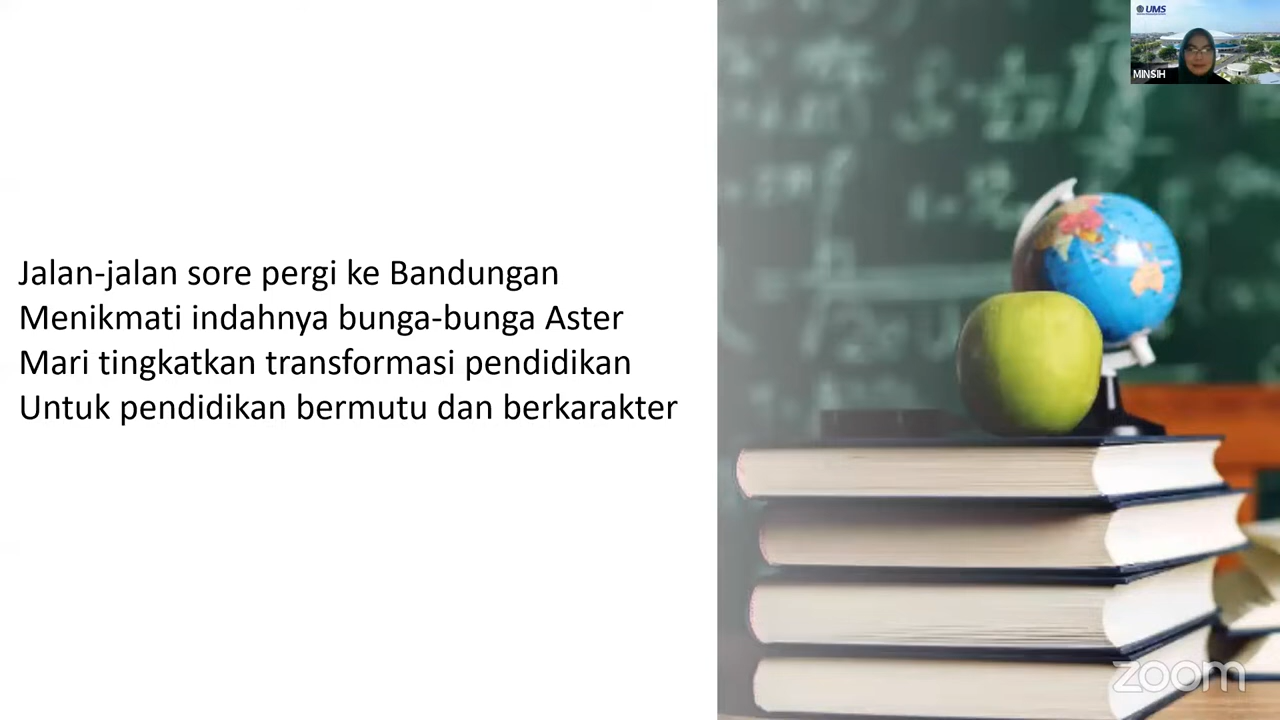 Jalan-jalan sore pergi ke Bandungan
Menikmati indahnya bunga-bunga Aster
Mari tingkatkan transformasi pendidikan
Untuk pendidikan bermutu dan berkarakter
UMS
MINSIH
zoom